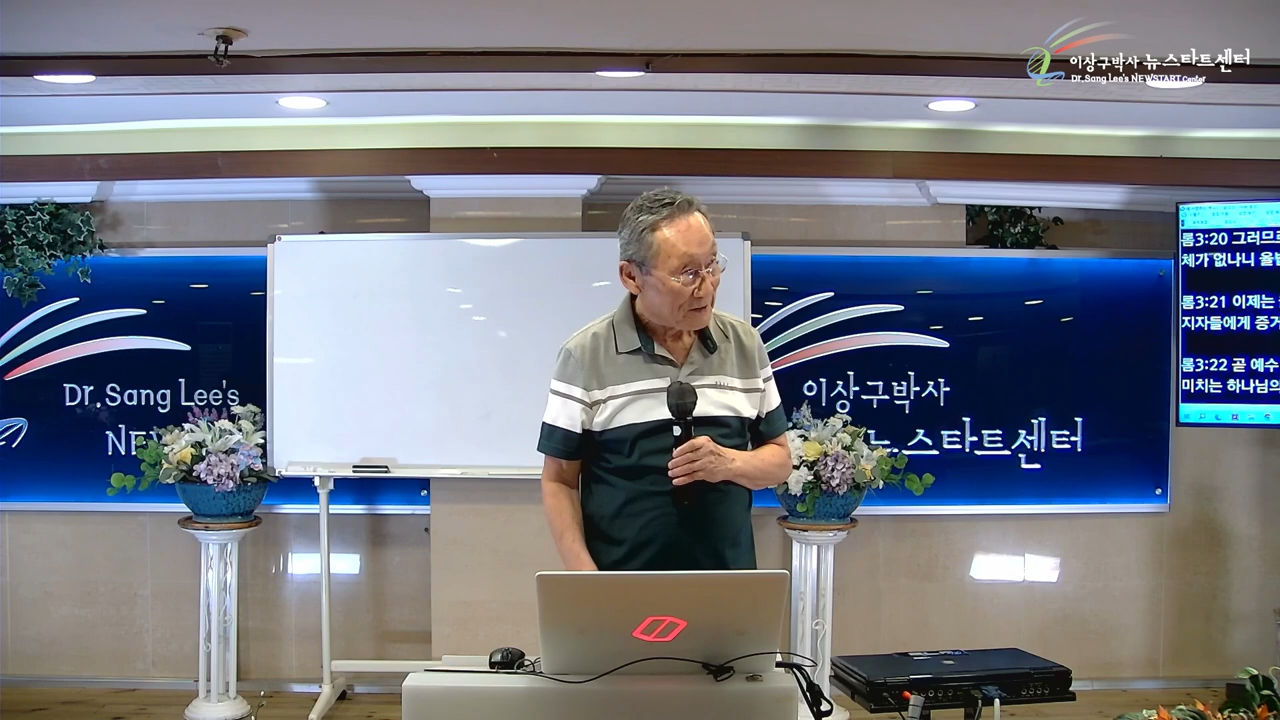 이상구박사 뉴스타트센터
Dr. Sang Lee's NEWSTART Center
롬3:20 그러므로
체가 없나니 율법
롬3:21 이제는
지자들에게 증거
롬3:22 곧 예수
미치는 하나님의
Dr. Sang Lee's
NE
이상구박사
뉴스타트센터